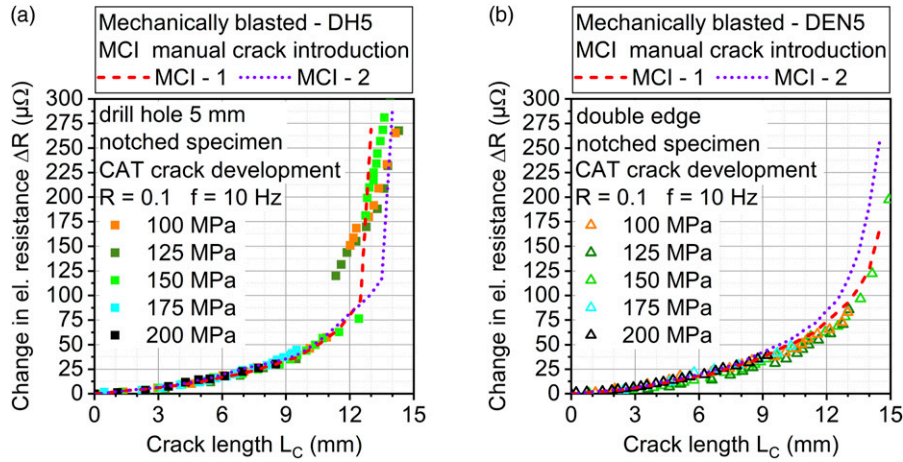 (a)
Mechanically blasted - DH5
MCI manual crack introduction
MCI - 1 MCI - 2
Change in el. resistance ΔR (μΩ)
300
275
250
225
200
175
150
125
100
75
50
25
0
drill hole 5 mm
notched specimen
CAT crack development
R = 0.1 f = 10 Hz
100 MPa
125 MPa
150 MPa
175 MPa
200 MPa
0 3 6 9 12 15
Crack length L_C (mm)
(b)
Mechanically blasted - DEN5
MCI manual crack introduction
MCI - 1 MCI - 2
Change in el. resistance ΔR (μΩ)
300
275
250
225
200
175
150
125
100
75
50
25
0
double edge
notched specimen
CAT crack development
R = 0.1 f = 10 Hz
100 MPa
125 MPa
150 MPa
175 MPa
200 MPa
0 3 6 9 12 15
Crack length L_C (mm)